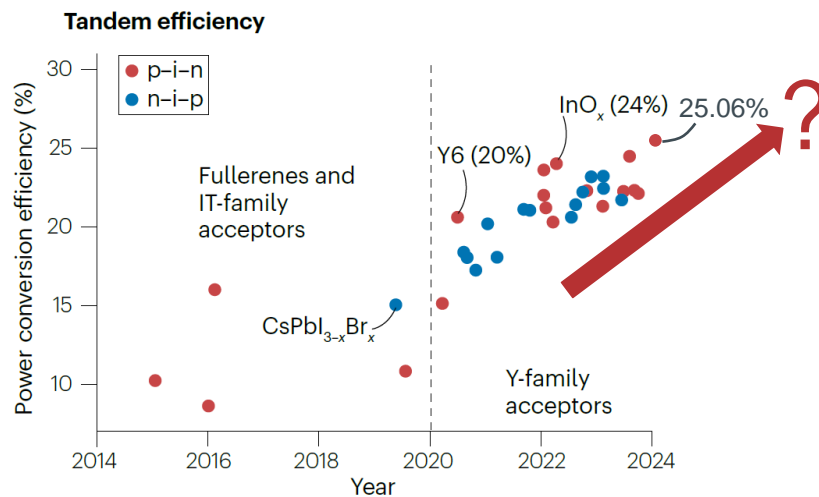 Tandem efficiency
Power conversion efficiency (%)
30
25
20
15
10
p–i–n
n–i–p
Fullerenes and
IT-family
acceptors
Y6 (20%)
InOₓ (24%)
25.06%
?
CsPbI₃₋ₓBrₓ
Y-family
acceptors
2014
2016
2018
2020
2022
2024
Year